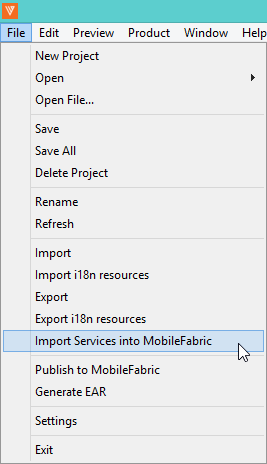 File Edit Preview Product Window Help
New Project
Open
Open File...
Save
Save All
Delete Project
Rename
Refresh
Import
Import i18n resources
Export
Export i18n resources
Import Services into MobileFabric
Publish to MobileFabric
Generate EAR
Settings
Exit